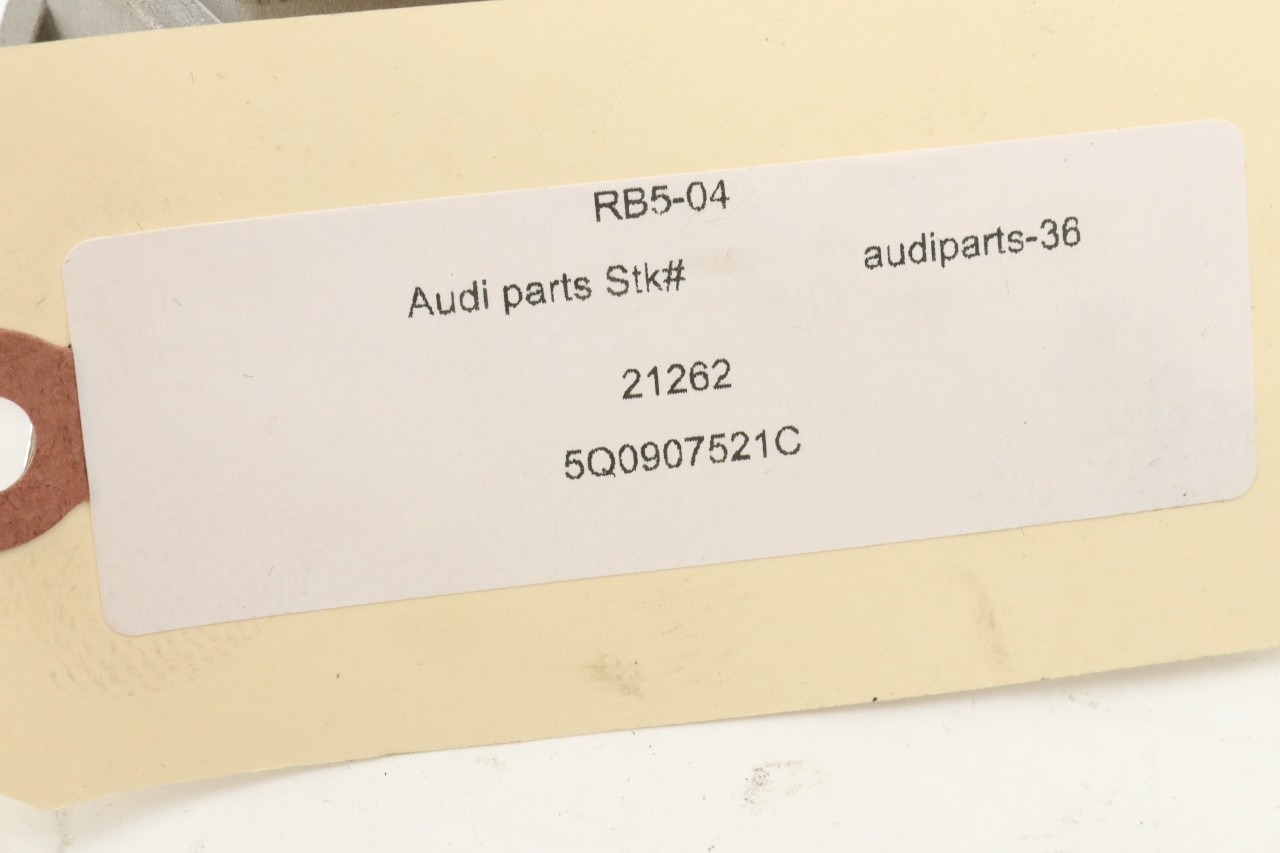 RB5-04
Audi parts Stk# audiparts-36
21262
5Q0907521C